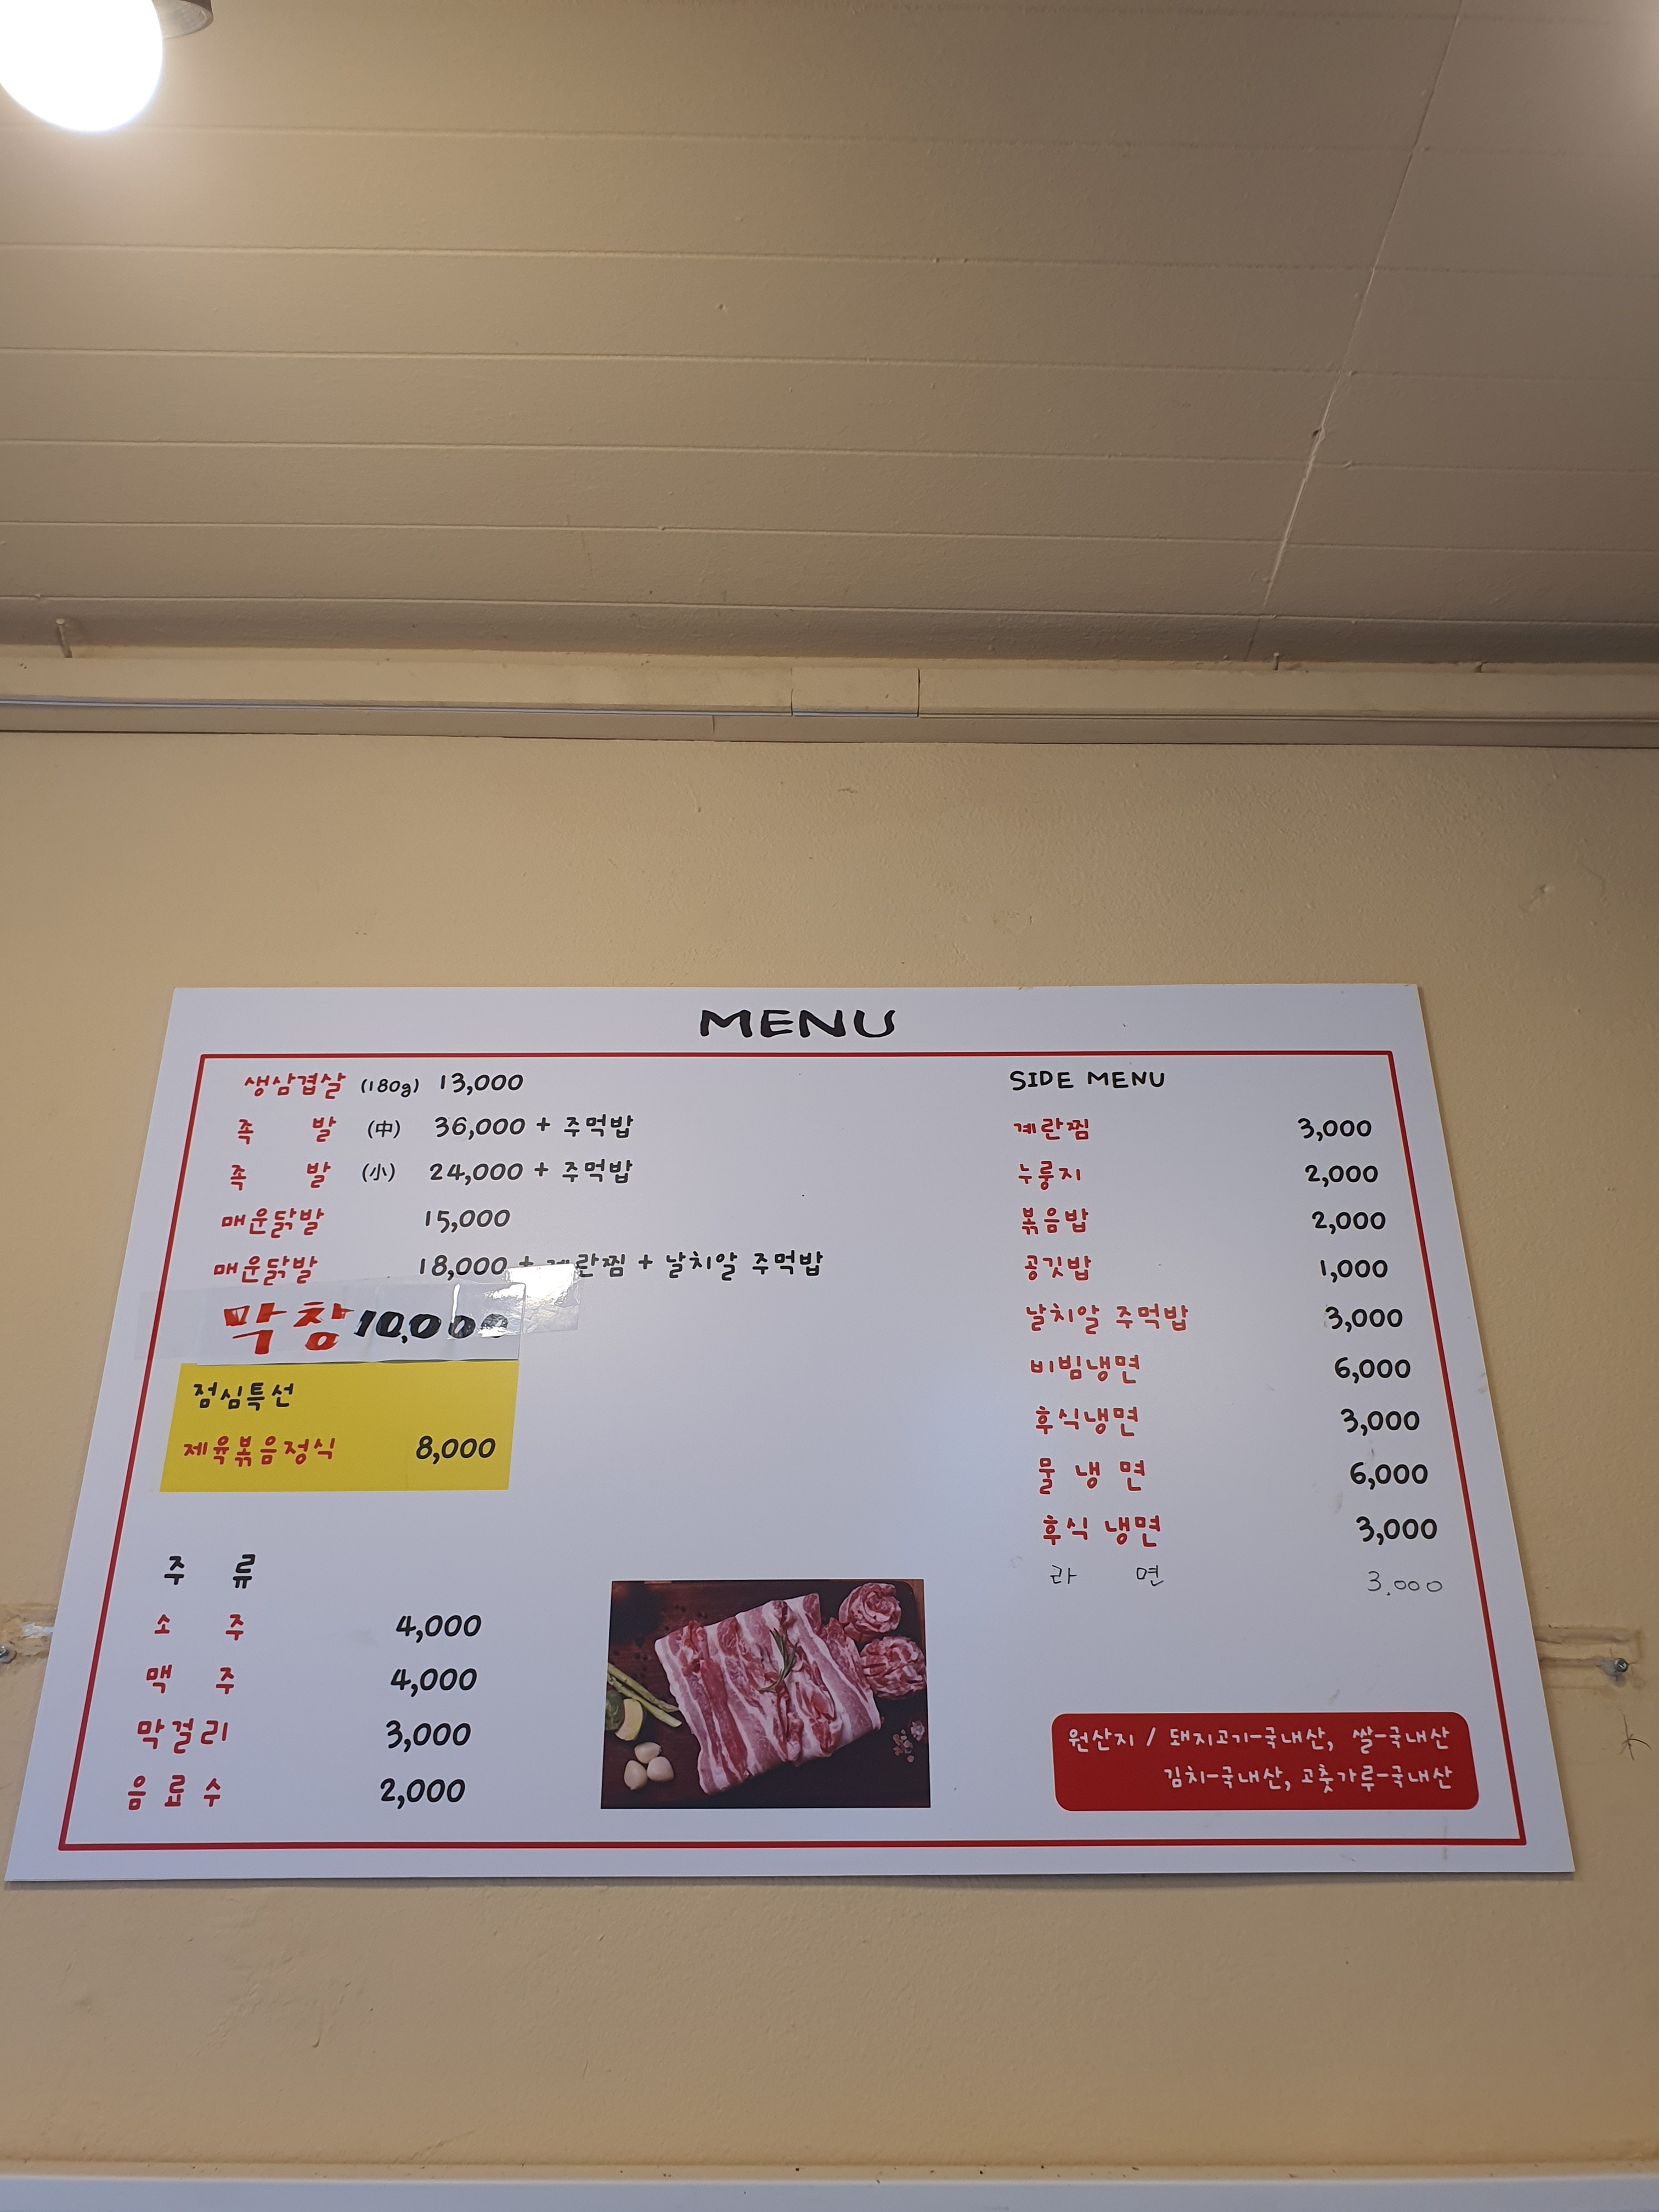 MENU
생삼겹살 (180g) 13,000
족 발 (中) 36,000 + 주먹밥
족 발 (小) 24,000 + 주먹밥
매운닭발 15,000
매운닭발 18,000 + 계란찜 + 날치알 주먹밥
막창 10,000
점심특선
제육볶음정식 8,000
주 류
소 주 4,000
맥 주 4,000
막걸리 3,000
음료수 2,000
SIDE MENU
계란찜 3,000
누룽지 2,000
볶음밥 2,000
공깃밥 1,000
날치알 주먹밥 3,000
비빔냉면 6,000
후식냉면 3,000
물 냉 면 6,000
후식 냉면 3,000
라 면 3.000
원산지 / 돼지고기-국내산, 쌀-국내산
김치-국내산, 고춧가루-국내산